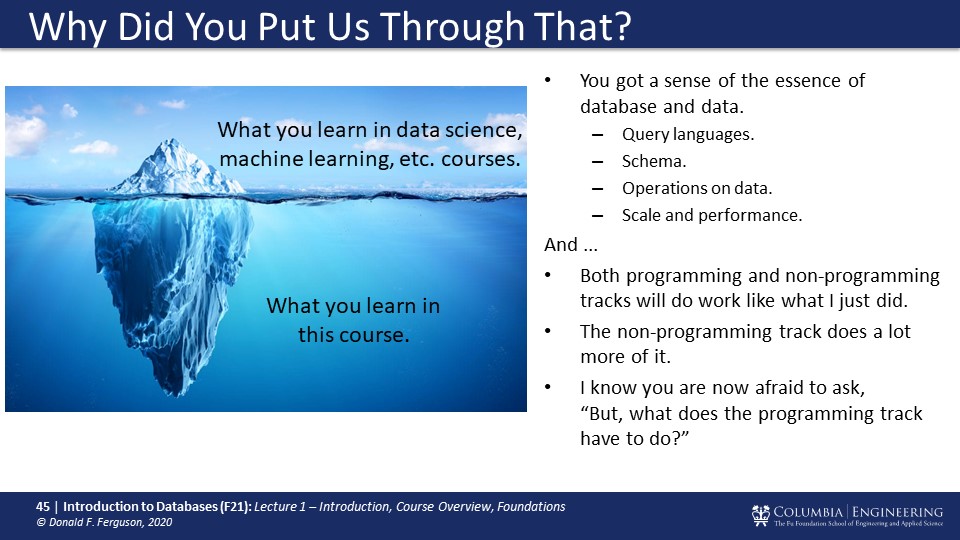 Why Did You Put Us Through That?
What you learn in data science,
machine learning, etc. courses.
What you learn in
this course.
• You got a sense of the essence of
database and data.
– Query languages.
– Schema.
– Operations on data.
– Scale and performance.
And ...
• Both programming and non-programming
tracks will do work like what I just did.
• The non-programming track does a lot
more of it.
• I know you are now afraid to ask,
“But, what does the programming track
have to do?”
45 | Introduction to Databases (F21): Lecture 1 – Introduction, Course Overview, Foundations
© Donald F. Ferguson, 2020
COLUMBIA | ENGINEERING
The Fu Foundation School of Engineering and Applied Science